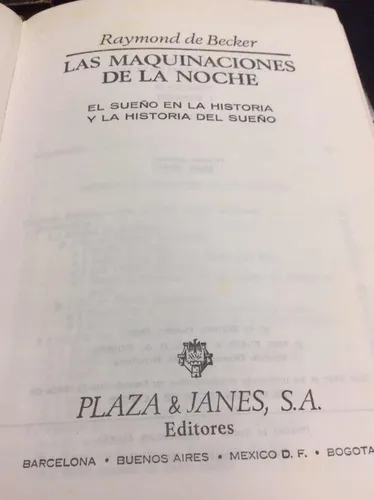 Raymond de Becker
LAS MAQUINACIONES
DE LA NOCHE
EL SUEÑO EN LA HISTORIA
Y LA HISTORIA DEL SUEÑO
PLAZA & JANES, S.A.
Editores
BARCELONA • BUENOS AIRES • MEXICO D. F. • BOGOTA